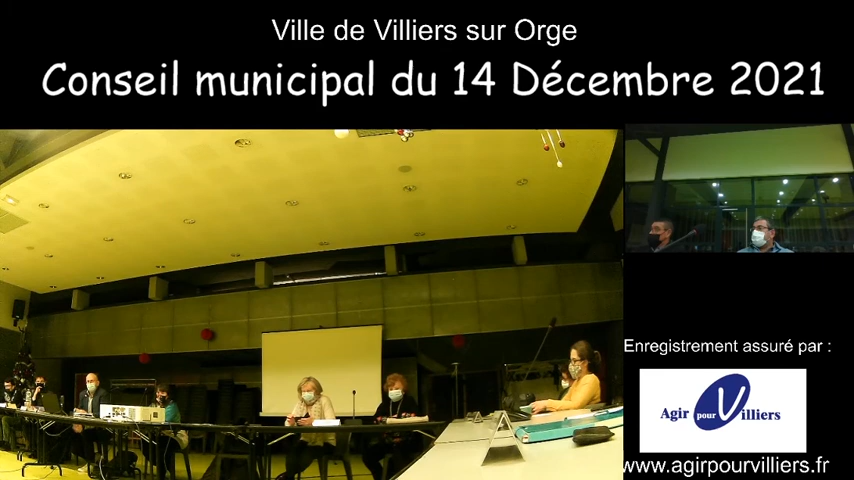 Ville de Villiers sur Orge
Conseil municipal du 14 Décembre 2021
Enregistrement assuré par :
Agir pour Villiers
www.agirpourvilliers.fr